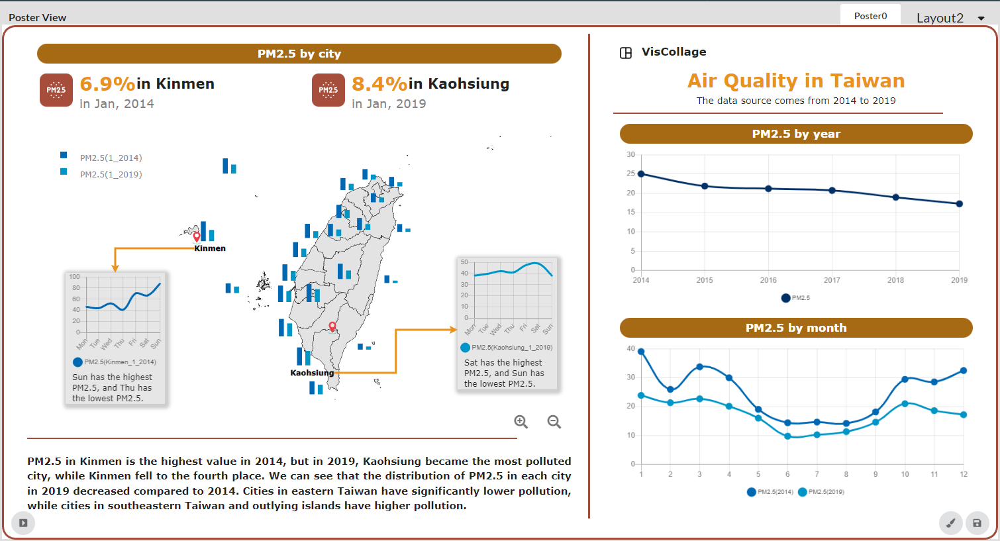 Poster View
Poster0
Layout2
PM2.5 by city
PM2.5
6.9% in Kinmen
in Jan, 2014
PM2.5
8.4% in Kaohsiung
in Jan, 2019
PM2.5(1_2014)
PM2.5(1_2019)
Kinmen
100
80
60
40
20
0
Mon Tue Wed Thu Fri Sat Sun
PM2.5(Kinmen_1_2014)
Sun has the highest
PM2.5, and Thu has
the lowest PM2.5.
Kaohsiung
50
40
30
20
10
0
Mon Tue Wed Thu Fri Sat Sun
PM2.5(Kaohsiung_1_2019)
Sat has the highest
PM2.5, and Sun has
the lowest PM2.5.
PM2.5 in Kinmen is the highest value in 2014, but in 2019, Kaohsiung became the most polluted
city, while Kinmen fell to the fourth place. We can see that the distribution of PM2.5 in each city
in 2019 decreased compared to 2014. Cities in eastern Taiwan have significantly lower pollution,
while cities in southeastern Taiwan and outlying islands have higher pollution.
VisCollage
Air Quality in Taiwan
The data source comes from 2014 to 2019
PM2.5 by year
30
25
20
15
10
5
0
2014 2015 2016 2017 2018 2019
PM2.5
PM2.5 by month
40
30
20
10
0
1 2 3 4 5 6 7 8 9 10 11 12
PM2.5(2014) PM2.5(2019)